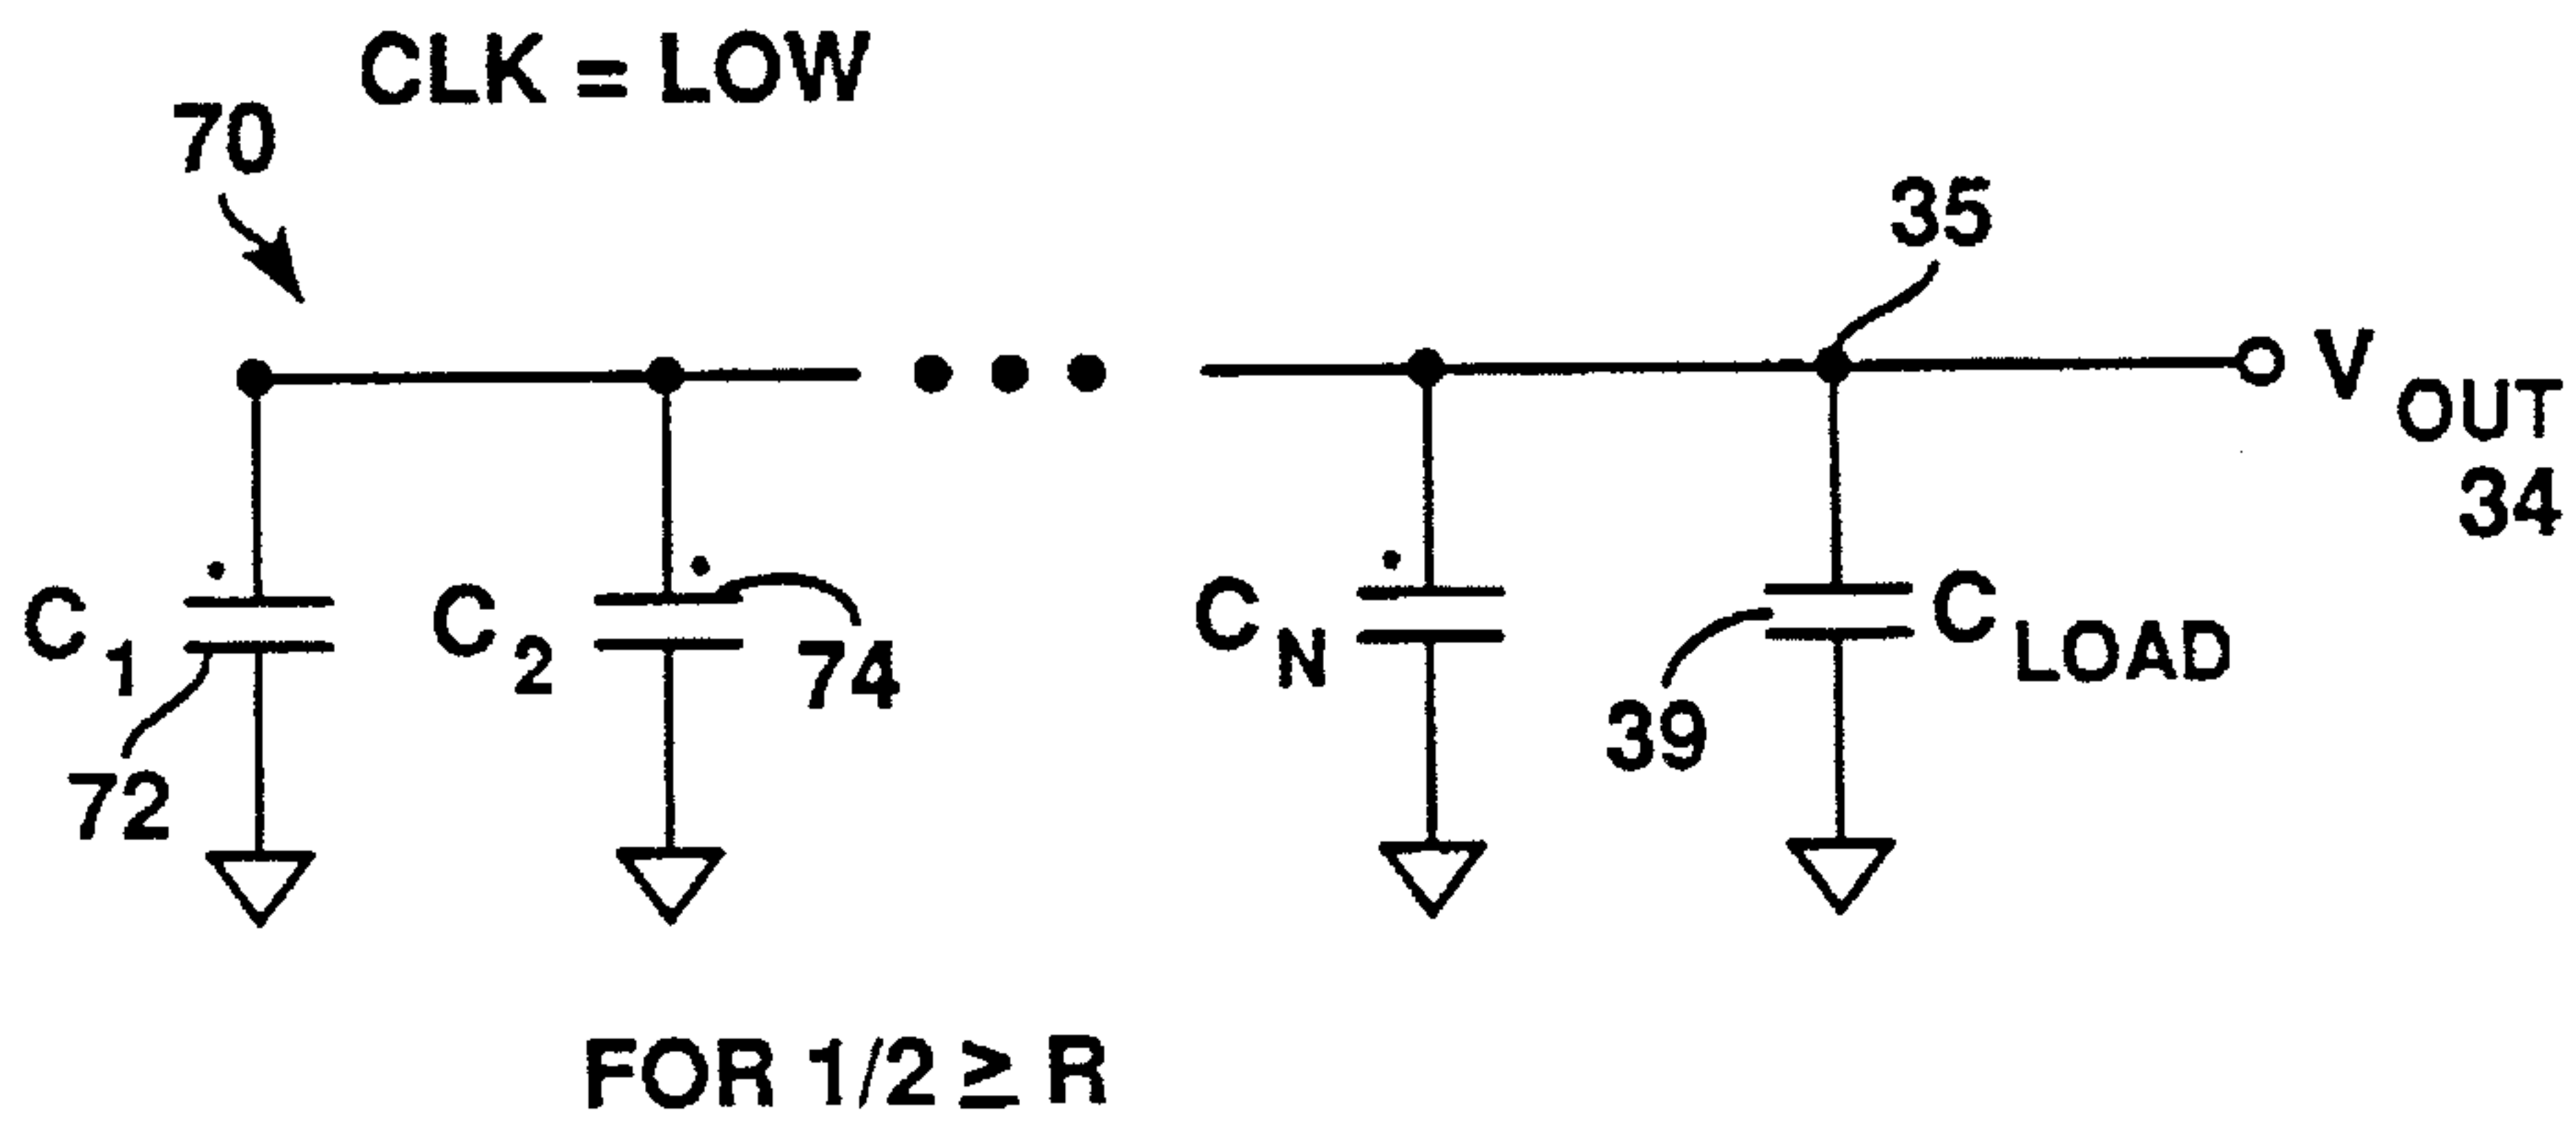 CLK = LOW
70
35
V OUT
34
C 1
C 2
74
C N
C LOAD
72
39
FOR 1/2 ≥ R